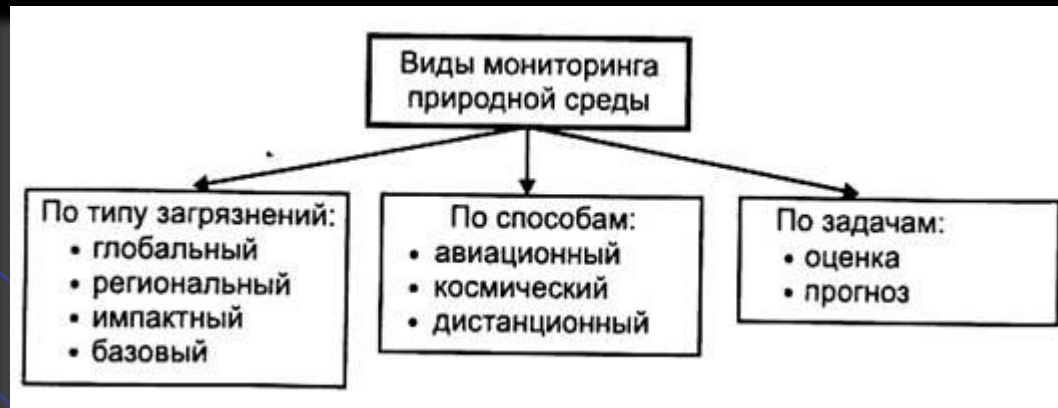 Виды мониторинга
природной среды
По типу загрязнений:
• глобальный
• региональный
• импактный
• базовый
По способам:
• авиационный
• космический
• дистанционный
По задачам:
• оценка
• прогноз